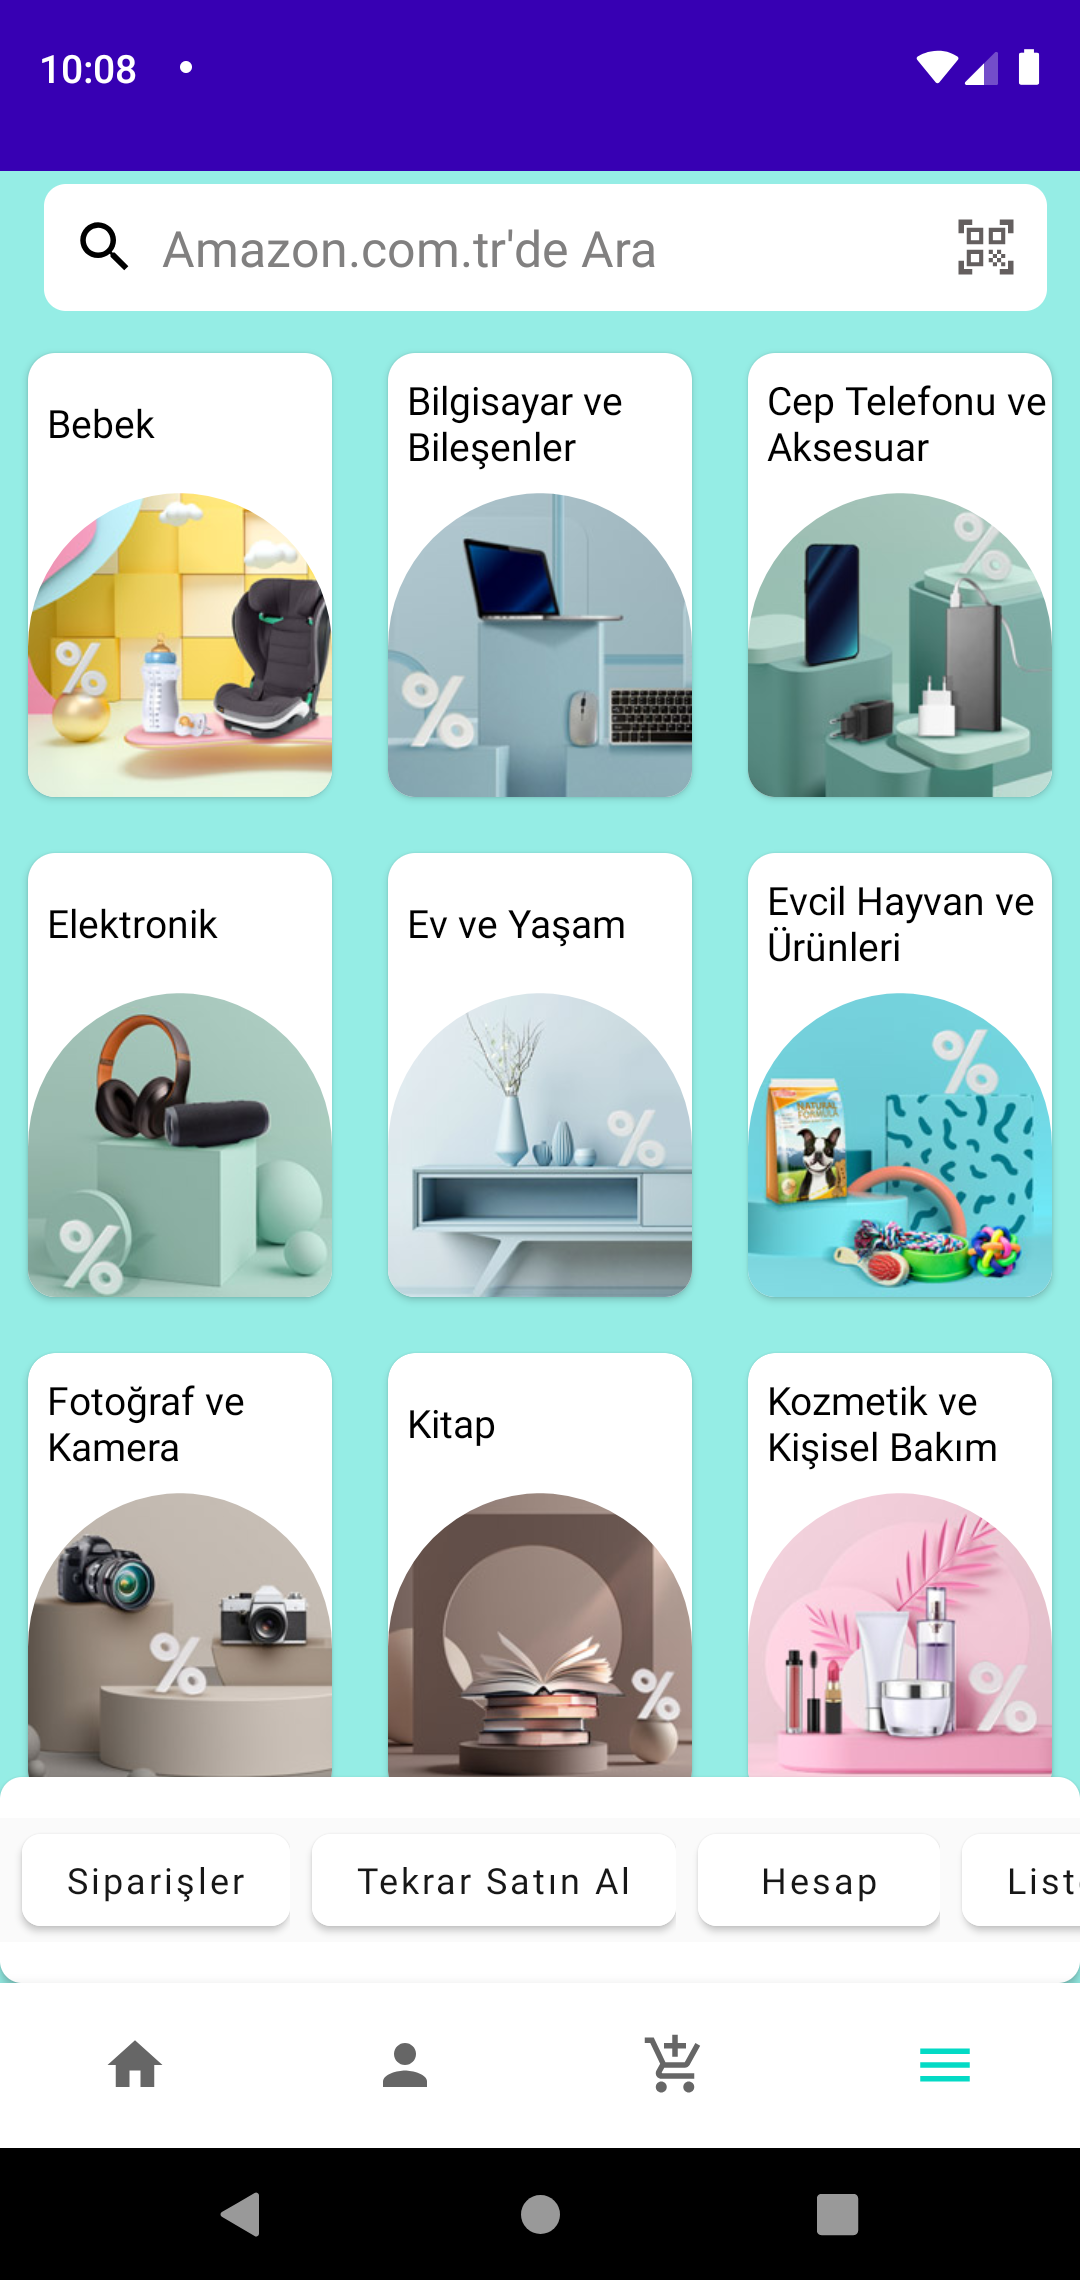 10:08
Amazon.com.tr'de Ara
Bebek
Bilgisayar ve
Bileşenler
Cep Telefonu ve
Aksesuar
%
%
%
Elektronik
Ev ve Yaşam
Evcil Hayvan ve
Ürünleri
%
%
%
NATURAL
FORMULA
Fotoğraf ve
Kamera
Kitap
Kozmetik ve
Kişisel Bakım
%
%
%
Siparişler
Tekrar Satın Al
Hesap
List